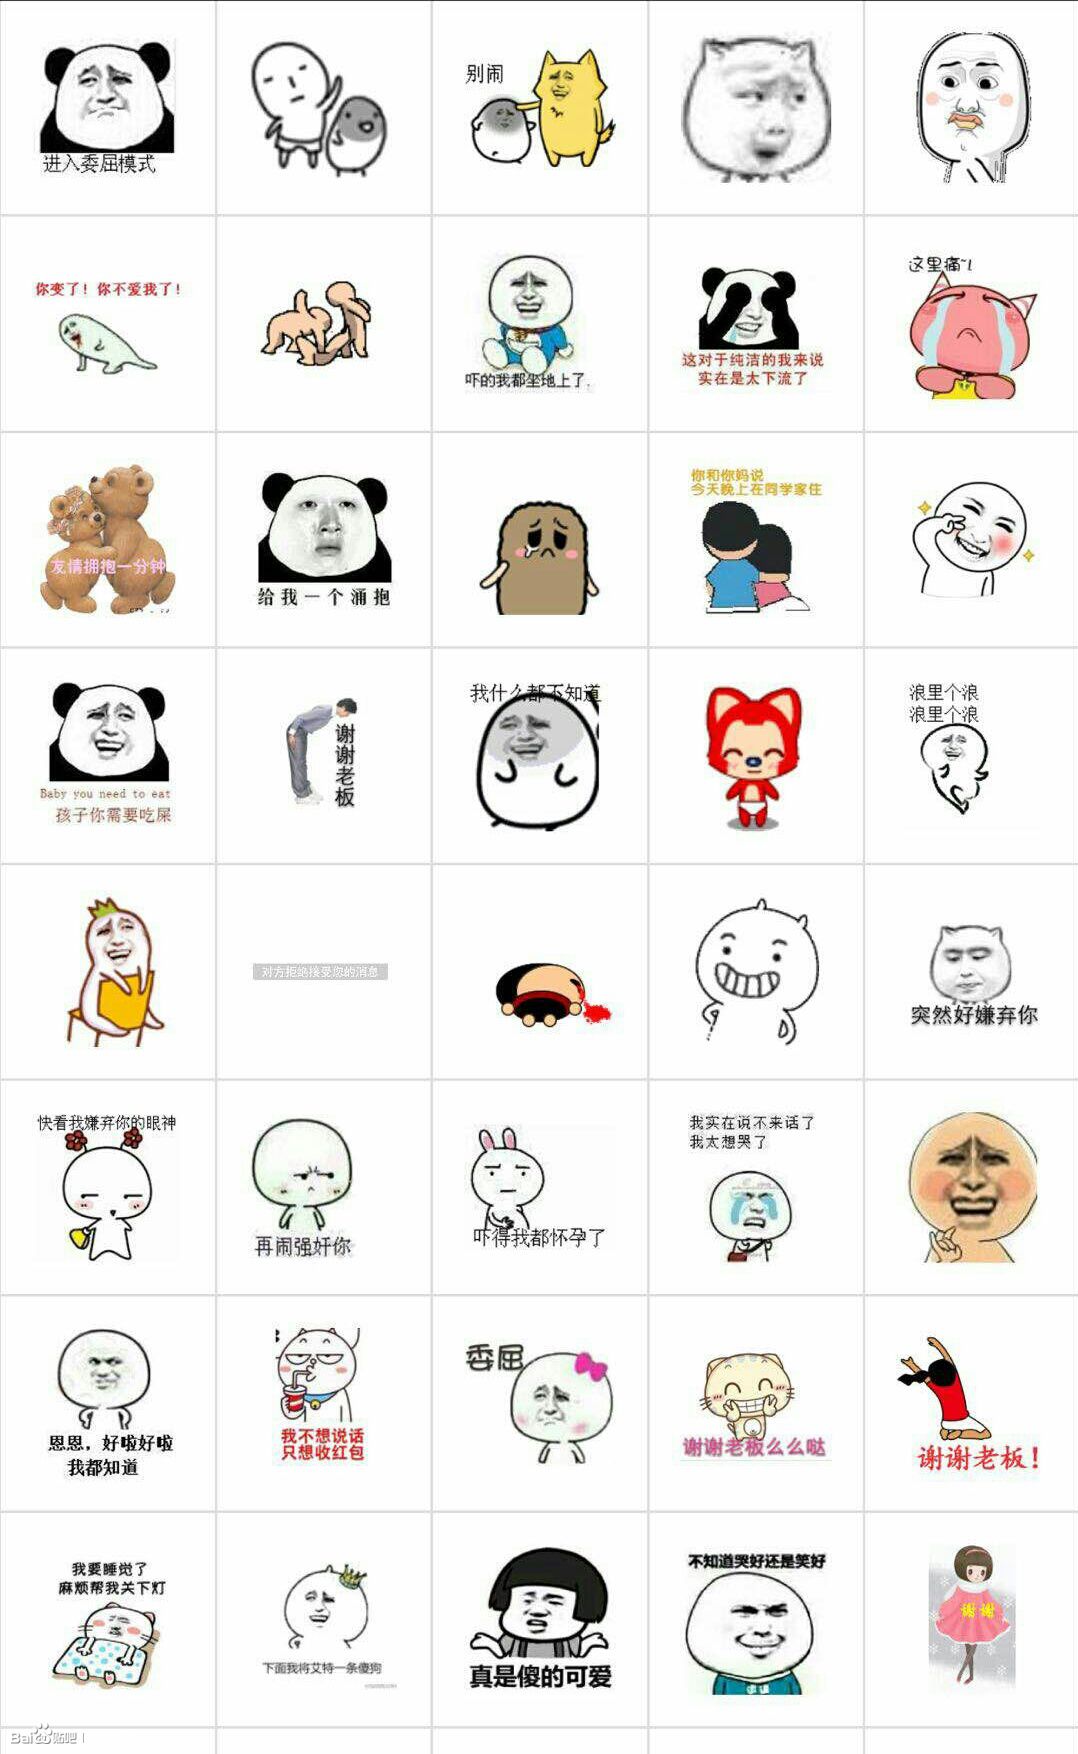 进入委屈模式
别闹
你变了！你不爱我了！
吓的我都坐地上了.
这对于纯洁的我来说
实在是太下流了
这里痛~!
友情拥抱一分钟
给我一个涌抱
你和你妈说
今天晚上在同学家住
Baby you need to eat
孩子你需要吃屎
谢谢老板
我什么都不知道
浪里个浪
浪里个浪
对方拒绝接受您的消息
突然好嫌弃你
快看我嫌弃你的眼神
再闹强奸你
吓得我都怀孕了
我实在说不来话了
我太想哭了
恩恩，好啦好啦
我都知道
我不想说话
只想收红包
委屈
谢谢老板么么哒
谢谢老板！
我要睡觉了
麻烦帮我关下灯
下面我将艾特一条傻狗
真是傻的可爱
不知道哭好还是笑好
谢谢
Bai 贴吧